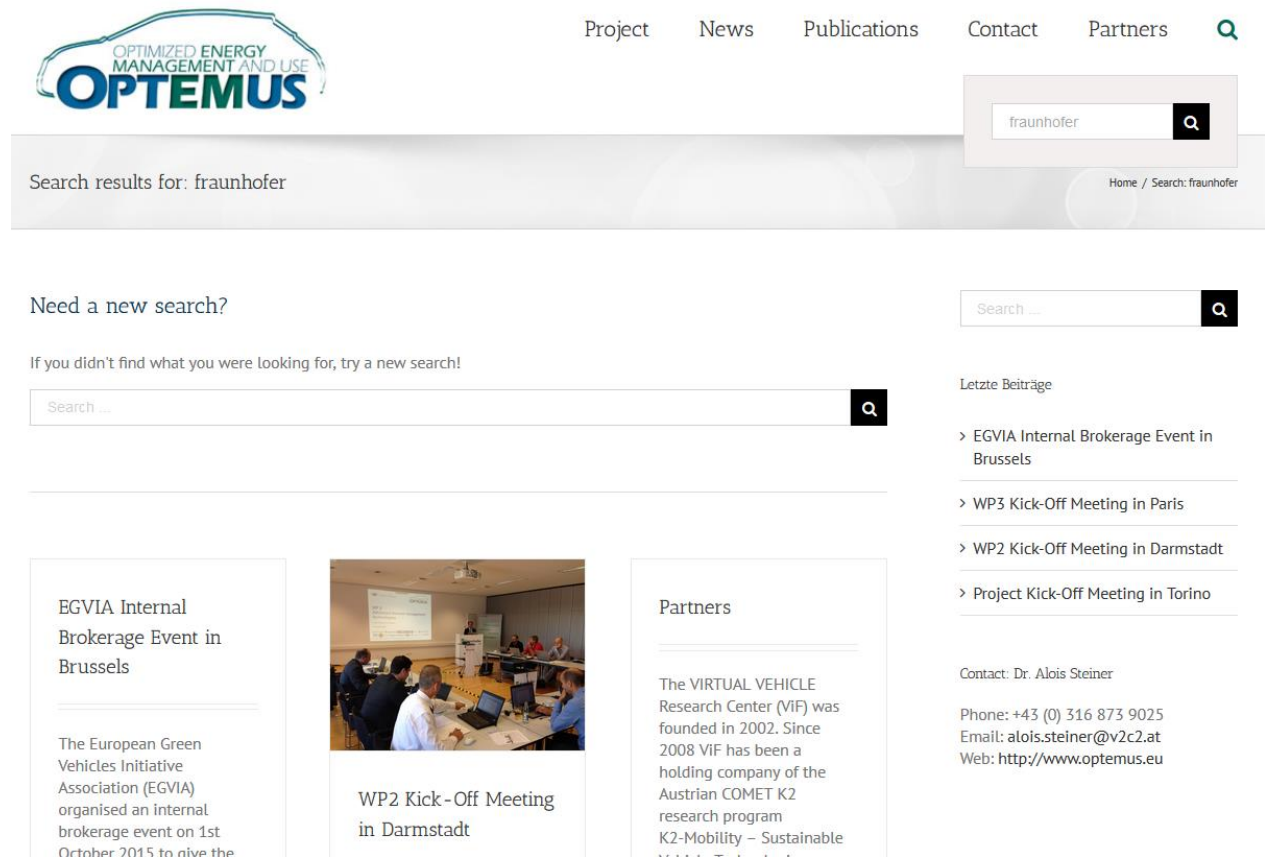 OPTIMIZED ENERGY
MANAGEMENT AND USE
OPTEMUS
Project News Publications Contact Partners
fraunhofer
Search results for: fraunhofer
Home / Search: fraunhofer
Need a new search?
If you didn't find what you were looking for, try a new search!
Search ...
Search ...
Letzte Beiträge
EGVIA Internal Brokerage Event in
Brussels
WP3 Kick-Off Meeting in Paris
WP2 Kick-Off Meeting in Darmstadt
Project Kick-Off Meeting in Torino
Contact: Dr. Alois Steiner
Phone: +43 (0) 316 873 9025
Email: alois.steiner@v2c2.at
Web: http://www.optemus.eu
EGVIA Internal
Brokerage Event in
Brussels
The European Green
Vehicles Initiative
Association (EGVIA)
organised an internal
brokerage event on 1st
October 2015 to give the
WP2 Kick-Off Meeting
in Darmstadt
Partners
The VIRTUAL VEHICLE
Research Center (ViF) was
founded in 2002. Since
2008 ViF has been a
holding company of the
Austrian COMET K2
research program
K2-Mobility – Sustainable